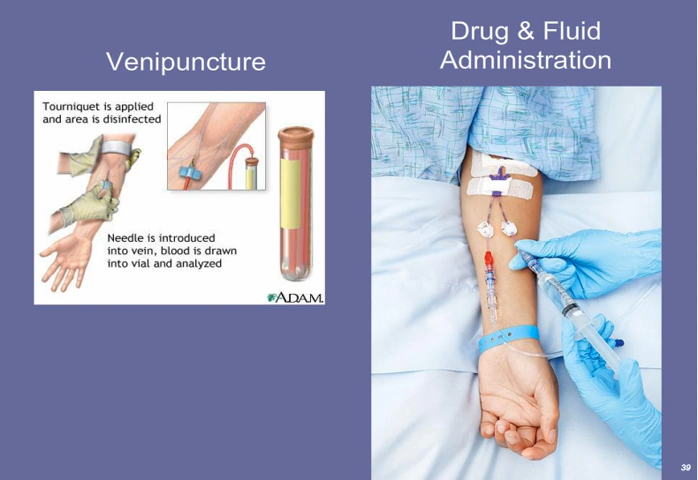 Venipuncture
Tourniquet is applied
and area is disinfected
Needle is introduced
into vein, blood is drawn
into vial and analyzed
ADAM.
Drug & Fluid
Administration
39